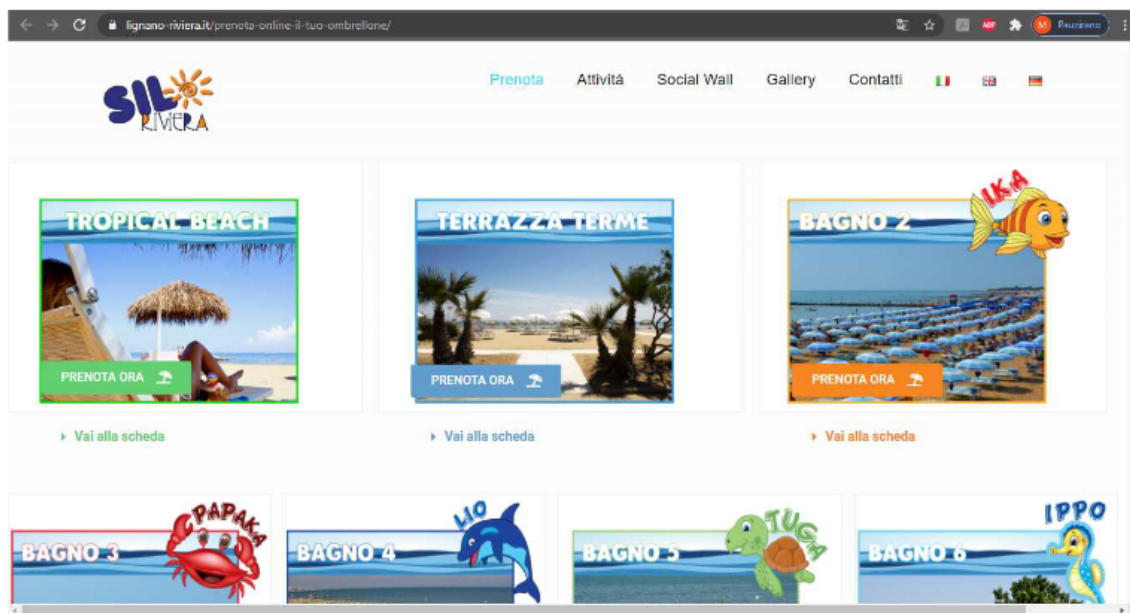 lignano-riviera.it/prenota-online-il-tuo-ombrellone/
ABP
M
SIL
RIVIERA
Prenota Attività Social Wall Gallery Contatti
TROPICAL BEACH
PRENOTA ORA
Vai alla scheda
TERRAZZA TERME
PRENOTA ORA
Vai alla scheda
IKA
BAGNO 2
PRENOTA ORA
Vai alla scheda
PAPAKA
BAGNO 3
LIO
BAGNO 4
TUGA
BAGNO 5
IPPO
BAGNO 6